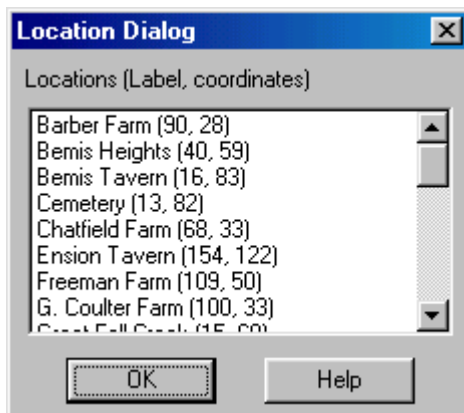 Location Dialog
Locations (Label, coordinates)
Barber Farm (90, 28)
Bemis Heights (40, 59)
Bemis Tavern (16, 83)
Cemetery (13, 82)
Chatfield Farm (68, 33)
Ension Tavern (154, 122)
Freeman Farm (109, 50)
G. Coulter Farm (100, 33)
OK
Help